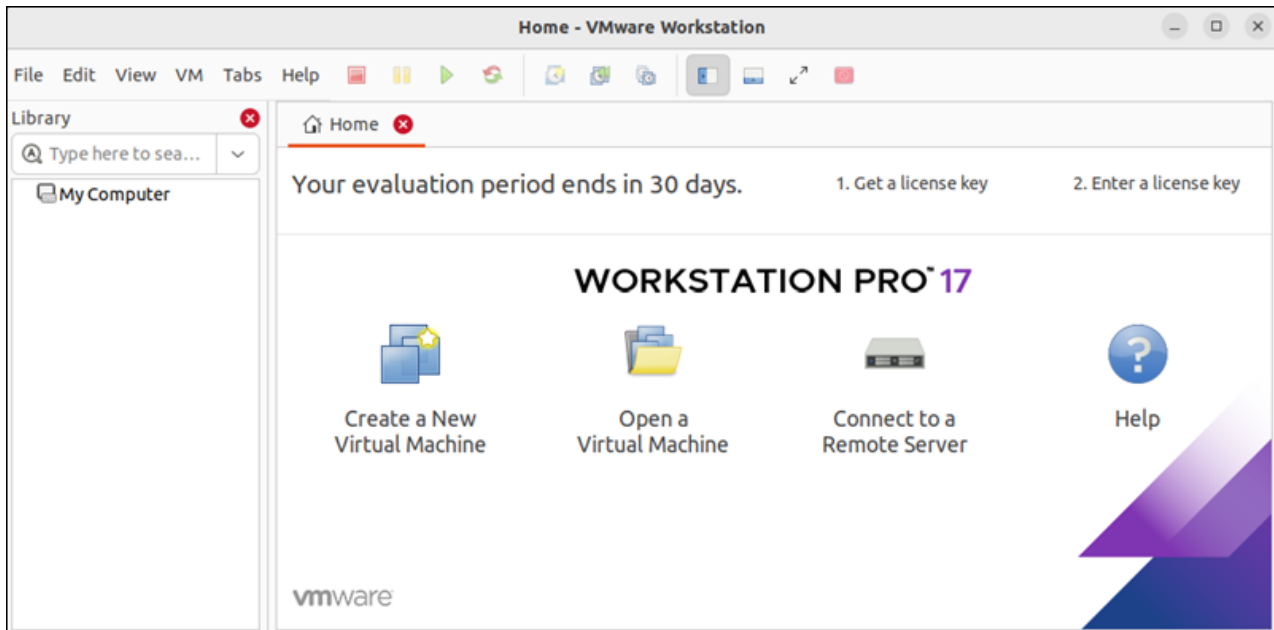 Home - VMware Workstation
File Edit View VM Tabs Help
Library
Home
Type here to sea...
My Computer
Your evaluation period ends in 30 days.
1. Get a license key
2. Enter a license key
WORKSTATION PRO™ 17
Create a New
Virtual Machine
Open a
Virtual Machine
Connect to a
Remote Server
Help
vmware